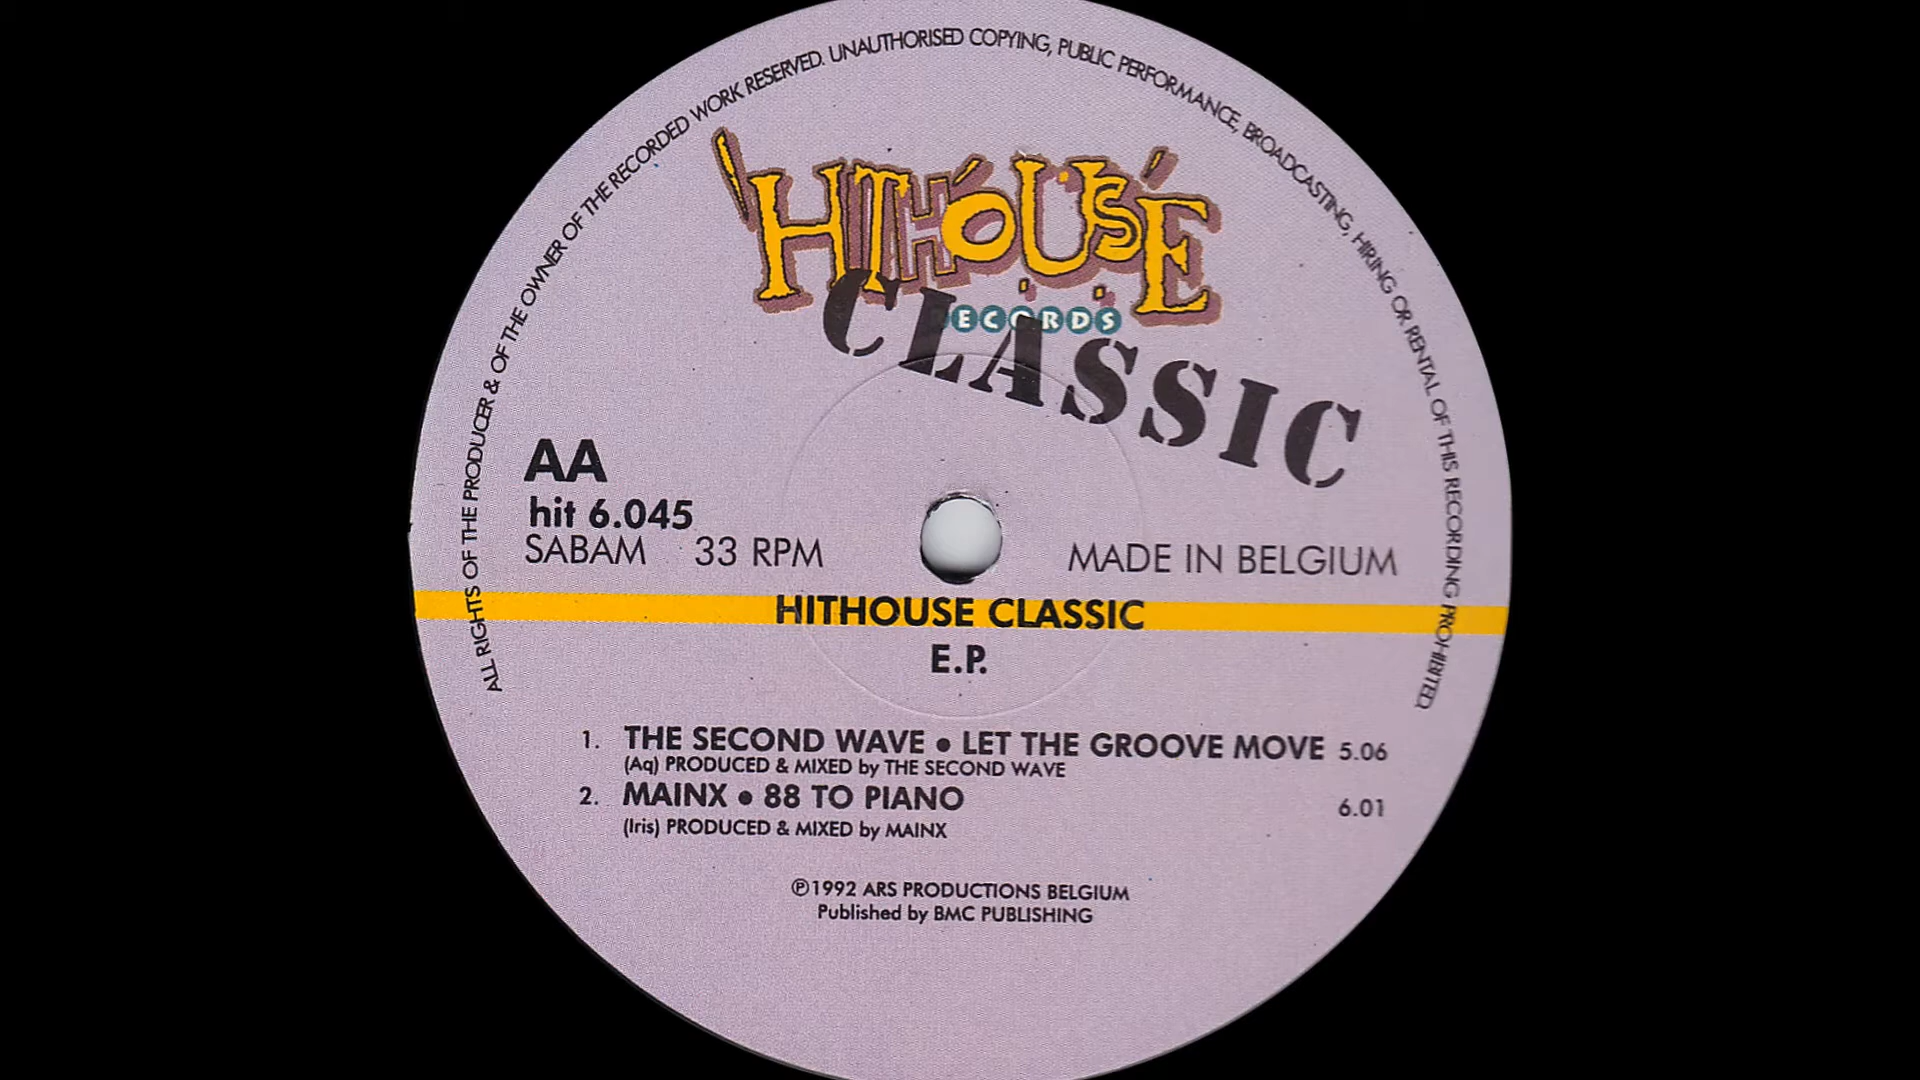 ALL RIGHTS OF THE PRODUCER & OF THE OWNER OF THE RECORDED WORK RESERVED. UNAUTHORISED COPYING, PUBLIC PERFORMANCE, BROADCASTING, HIRING OR RENTAL OF THIS RECORDING PROHIBITED.
HITHOUSE
RECORDS
CLASSIC
AA
hit 6.045
SABAM 33 RPM
MADE IN BELGIUM
HITHOUSE CLASSIC
E.P.
1. THE SECOND WAVE • LET THE GROOVE MOVE 5.06
(Aq) PRODUCED & MIXED by THE SECOND WAVE
2. MAINX • 88 TO PIANO 6.01
(Iris) PRODUCED & MIXED by MAINX
℗1992 ARS PRODUCTIONS BELGIUM
Published by BMC PUBLISHING